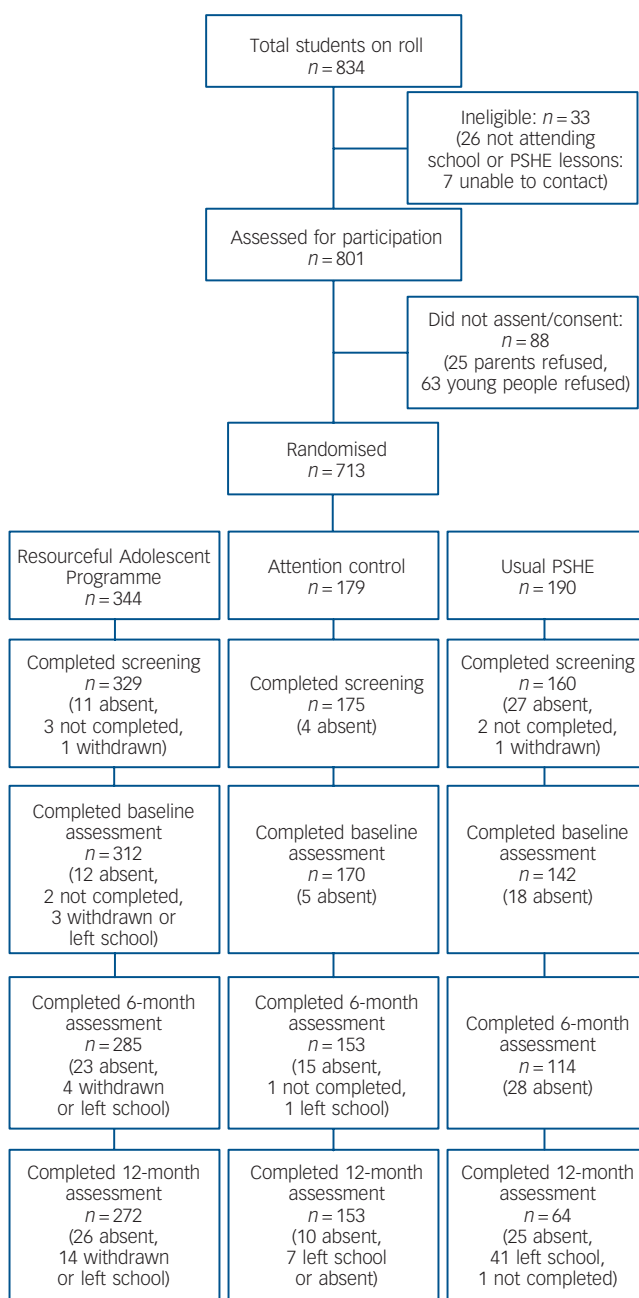 Total students on roll
n = 834
Ineligible: n = 33
(26 not attending
school or PSHE lessons:
7 unable to contact)
Assessed for participation
n = 801
Did not assent/consent:
n = 88
(25 parents refused,
63 young people refused)
Randomised
n = 713
Resourceful Adolescent
Programme
n = 344
Attention control
n = 179
Usual PSHE
n = 190
Completed screening
n = 329
(11 absent,
3 not completed,
1 withdrawn)
Completed screening
n = 175
(4 absent)
Completed screening
n = 160
(27 absent,
2 not completed,
1 withdrawn)
Completed baseline
assessment
n = 312
(12 absent,
2 not completed,
3 withdrawn or
left school)
Completed baseline
assessment
n = 170
(5 absent)
Completed baseline
assessment
n = 142
(18 absent)
Completed 6-month
assessment
n = 285
(23 absent,
4 withdrawn
or left school)
Completed 6-month
assessment
n = 153
(15 absent,
1 not completed,
1 left school)
Completed 6-month
assessment
n = 114
(28 absent)
Completed 12-month
assessment
n = 272
(26 absent,
14 withdrawn
or left school)
Completed 12-month
assessment
n = 153
(10 absent,
7 left school
or absent)
Completed 12-month
assessment
n = 64
(25 absent,
41 left school,
1 not completed)